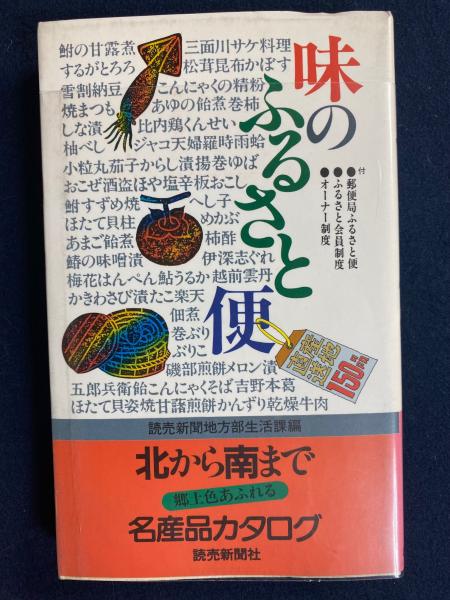 味の
ふるさと
便
付
●郵便局ふるさと便
●ふるさと会員制度
●オーナー制度
鮒の甘露煮
三面川サケ料理
するがとろろ
松茸昆布かぼす
雪割納豆
こんにゃくの精粉
焼まつも
あゆの飴煮巻柿
しな漬
比内鶏くんせい
柚べし
ジャコ天婦羅時雨蛤
小粒丸茄子からし漬揚巻ゆば
おこぜ酒盗ほや塩辛板おこし
鮒すずめ焼
へし子
ほたて貝柱
めかぶ
あまご飴煮
柿酢
鰆の味噌漬
伊深志ぐれ
梅花はんぺん鮎うるか越前雲丹
かきわさび漬たこ楽天
佃煮
巻ぶり
ぶりこ
磯部煎餅メロン漬
五郎兵衛飴こんにゃくそば吉野本葛
ほたて貝姿焼甘藷煎餅かんずり乾燥牛肉
産地
直送
150円
読売新聞地方部生活課編
北から南まで
郷土色あふれる
名産品カタログ
読売新聞社